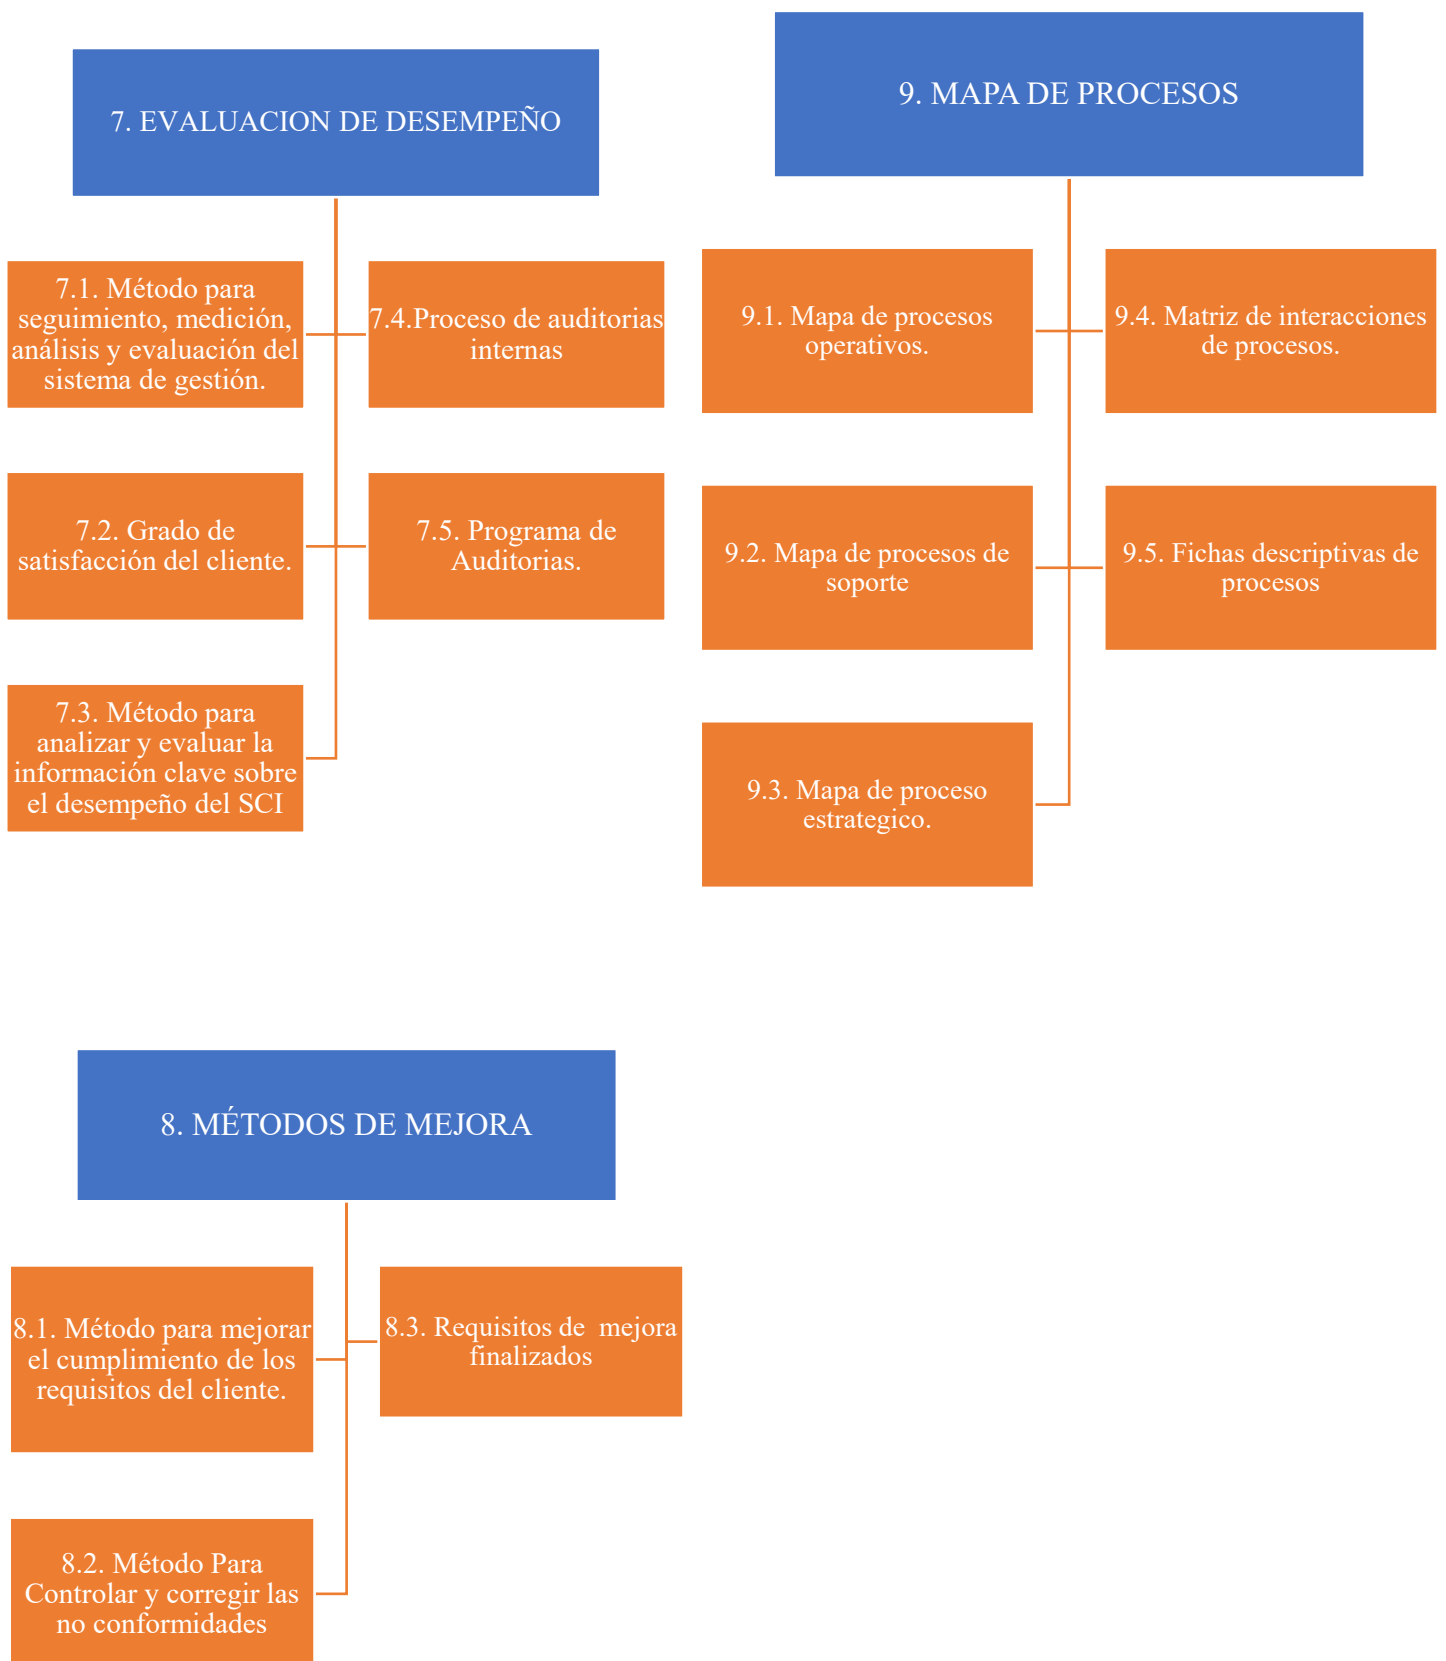 7. EVALUACION DE DESEMPEÑO
7.1. Método para
seguimiento, medición,
análisis y evaluación del
sistema de gestión.
7.4.Proceso de auditorias
internas
7.2. Grado de
satisfacción del cliente.
7.5. Programa de
Auditorias.
7.3. Método para
analizar y evaluar la
información clave sobre
el desempeño del SCI
9. MAPA DE PROCESOS
9.1. Mapa de procesos
operativos.
9.4. Matriz de interacciones
de procesos.
9.2. Mapa de procesos de
soporte
9.5. Fichas descriptivas de
procesos
9.3. Mapa de proceso
estrategico.
8. MÉTODOS DE MEJORA
8.1. Método para mejorar
el cumplimiento de los
requisitos del cliente.
8.3. Requisitos de  mejora
finalizados
8.2. Método Para
Controlar y corregir las
no conformidades